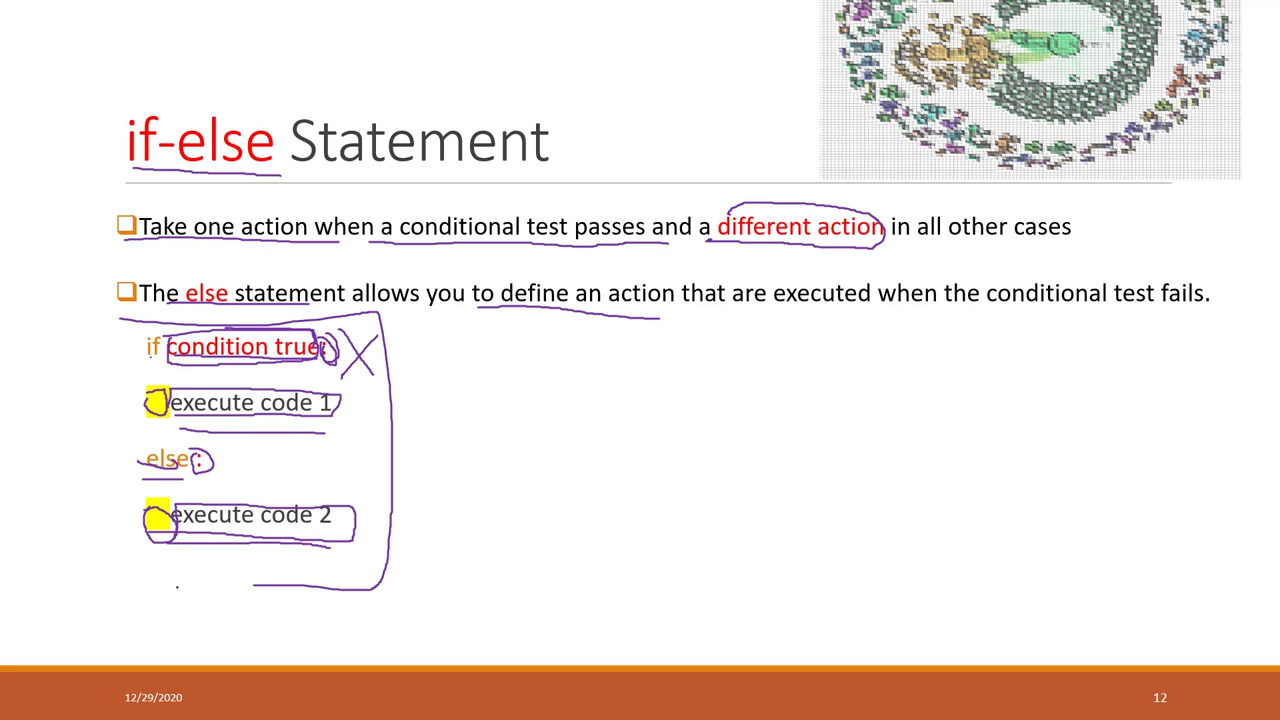 if-else Statement
Take one action when a conditional test passes and a different action in all other cases
The else statement allows you to define an action that are executed when the conditional test fails.
if condition true:
execute code 1
else:
execute code 2
12/29/2020
12